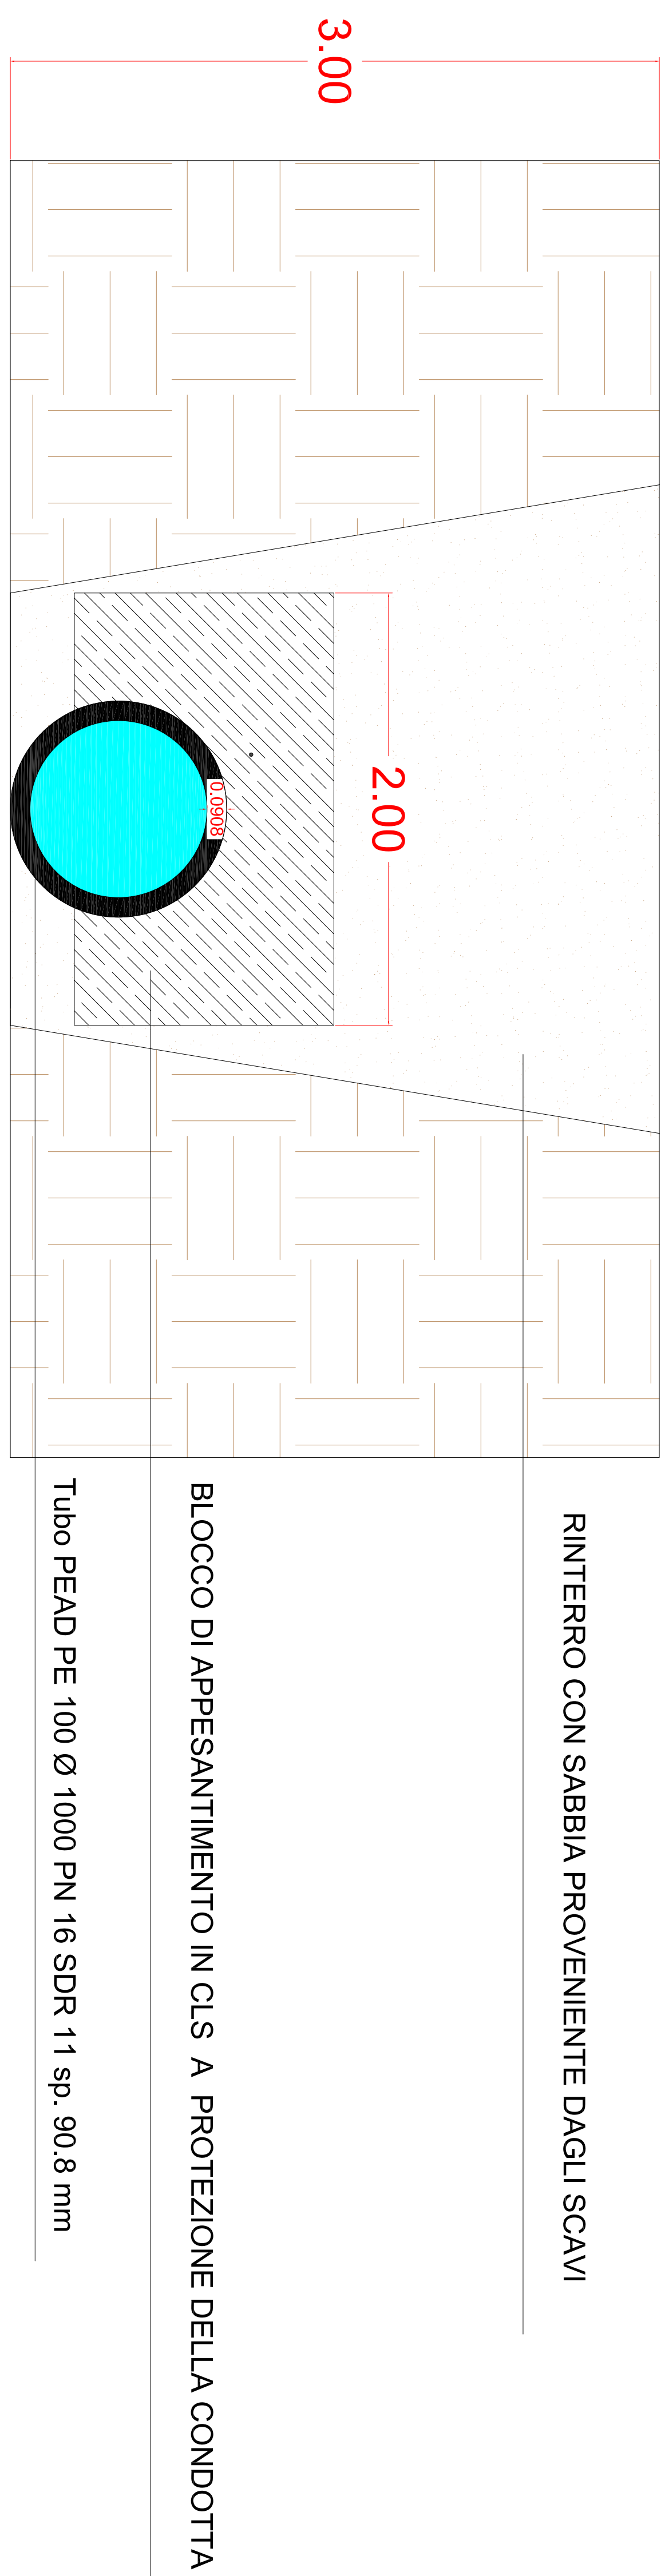 3.00
2.00
0.0908
RINTERRO CON SABBIA PROVENIENTE DAGLI SCAVI
BLOCCO DI APPESANTIMENTO IN CLS A PROTEZIONE DELLA CONDOTTA
Tubo PEAD PE 100 Ø 1000 PN 16 SDR 11 sp. 90.8 mm